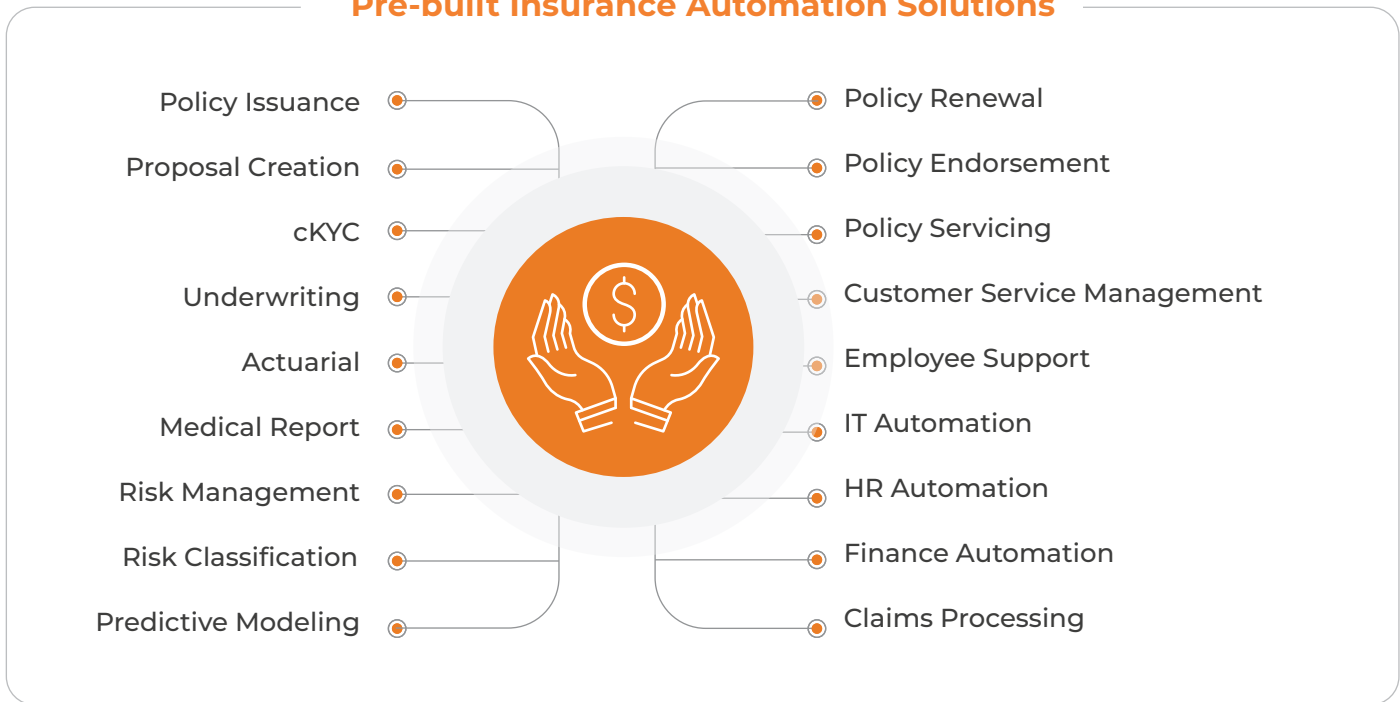 Pre-built Insurance Automation Solutions
Policy Issuance
Proposal Creation
cKYC
Underwriting
Actuarial
Medical Report
Risk Management
Risk Classification
Predictive Modeling
Policy Renewal
Policy Endorsement
Policy Servicing
Customer Service Management
Employee Support
IT Automation
HR Automation
Finance Automation
Claims Processing
$